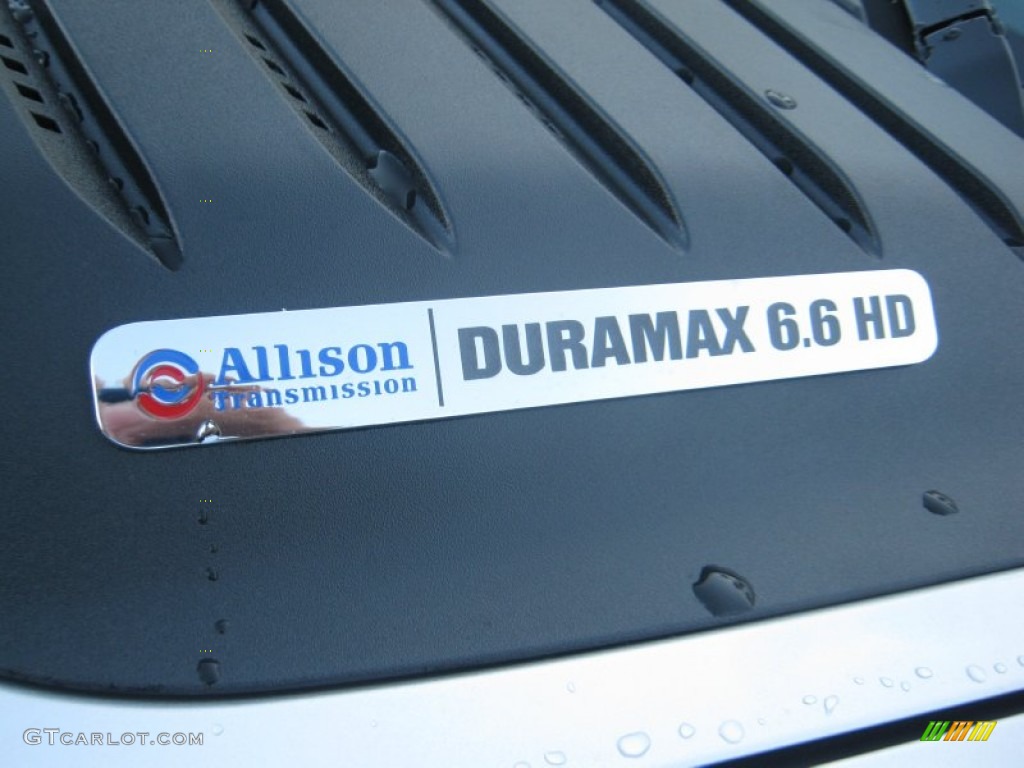 Allison
Transmission
DURAMAX 6.6 HD
GTCARLOT.COM